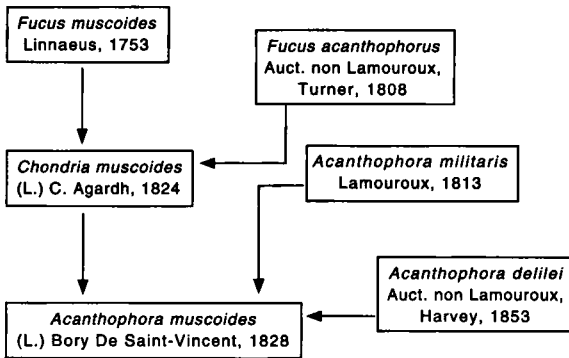 Fucus muscoides
Linnaeus, 1753
Fucus acanthophorus
Auct. non Lamouroux,
Turner, 1808
Chondria muscoides
(L.) C. Agardh, 1824
Acanthophora militaris
Lamouroux, 1813
Acanthophora delilei
Auct. non Lamouroux,
Harvey, 1853
Acanthophora muscoides
(L.) Bory De Saint-Vincent, 1828